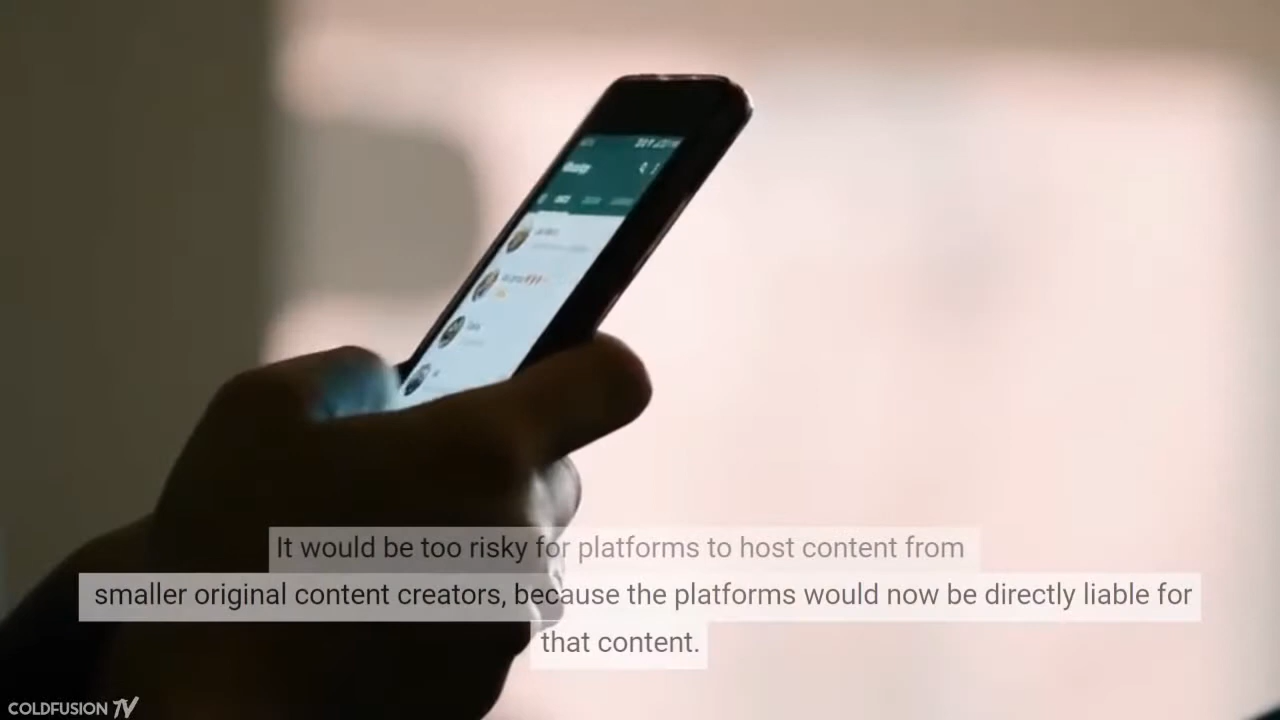 It would be too risky for platforms to host content from
smaller original content creators, because the platforms would now be directly liable for
that content.
COLDFUSION TV